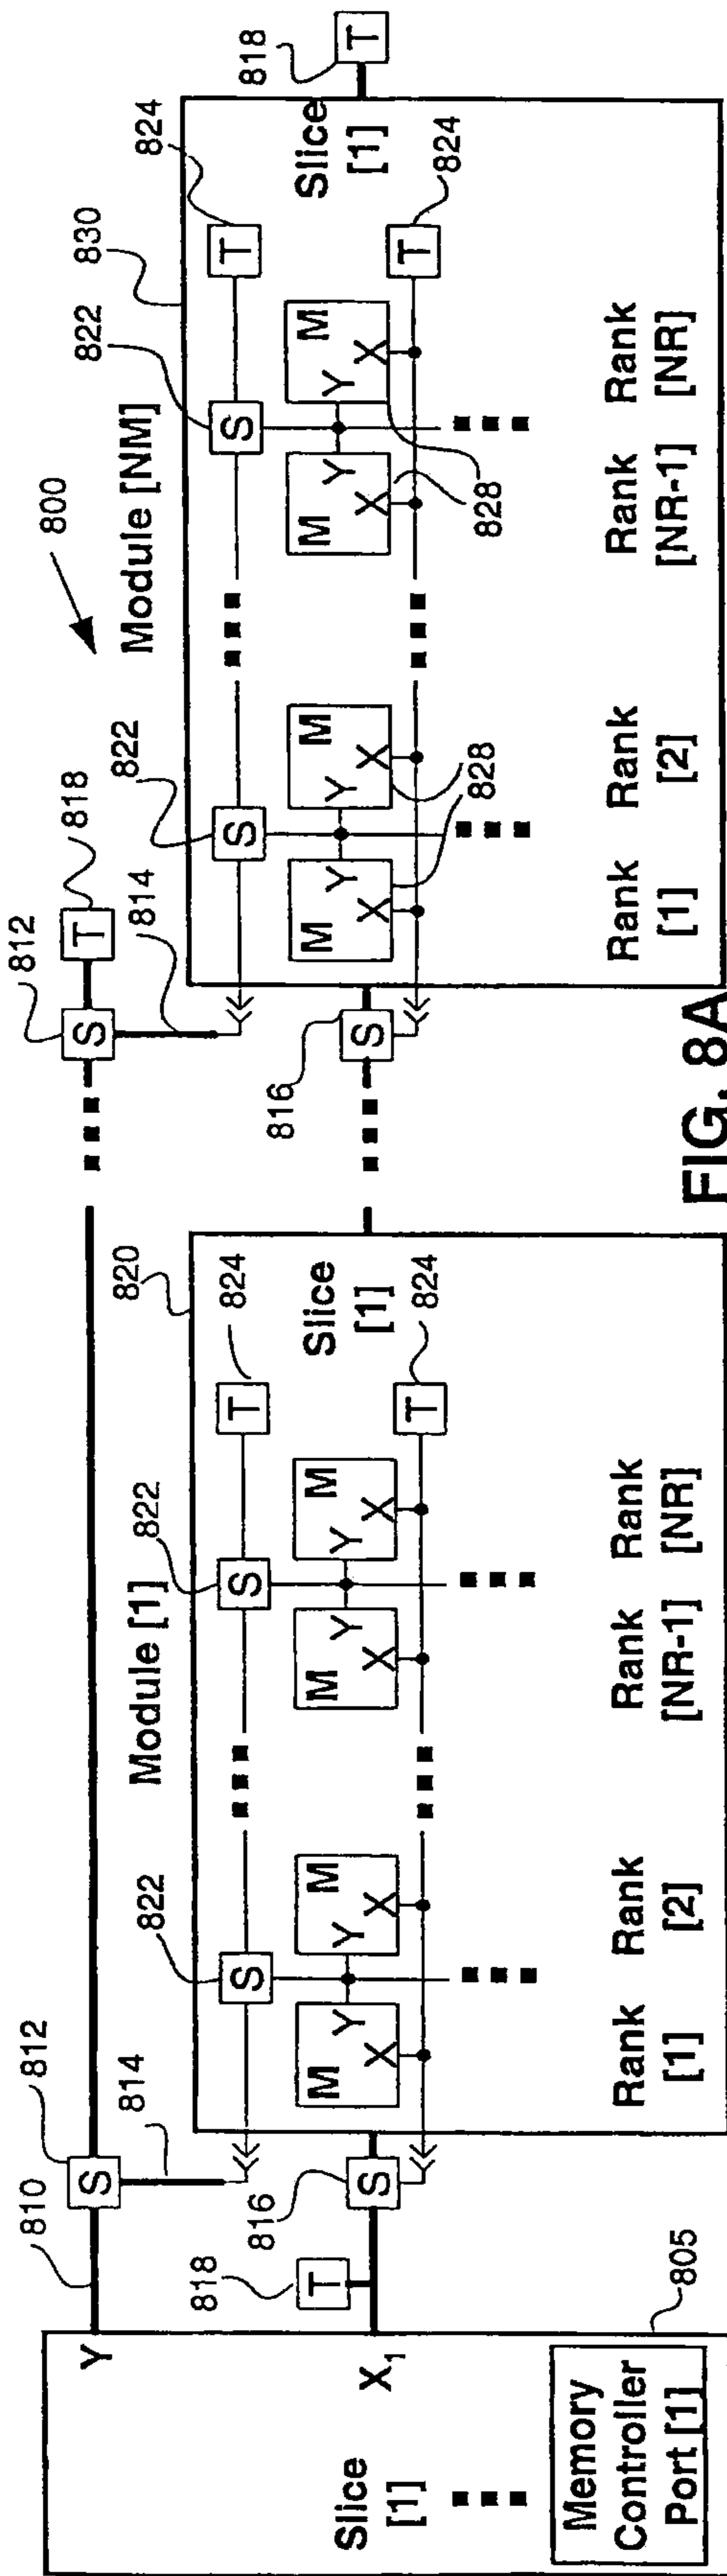 800
810
812
814
Y
S
818
T
816
S
X₁
Slice
[1]
Memory
Controller
Port [1]
805
Module [1]
820
822
S
822
S
T
824
M
Y
X
M
Y
X
M
Y
X
M
Y
X
T
824
Slice
[1]
Rank
[1]
Rank
[2]
Rank
[NR-1]
Rank
[NR]
812
S
T
818
814
816
S
Module [NM]
830
822
S
822
S
T
824
M
Y
X
M
Y
X
828
M
Y
X
M
Y
X
828
T
824
Slice
[1]
T
818
Rank
[1]
Rank
[2]
Rank
[NR-1]
Rank
[NR]
FIG. 8A